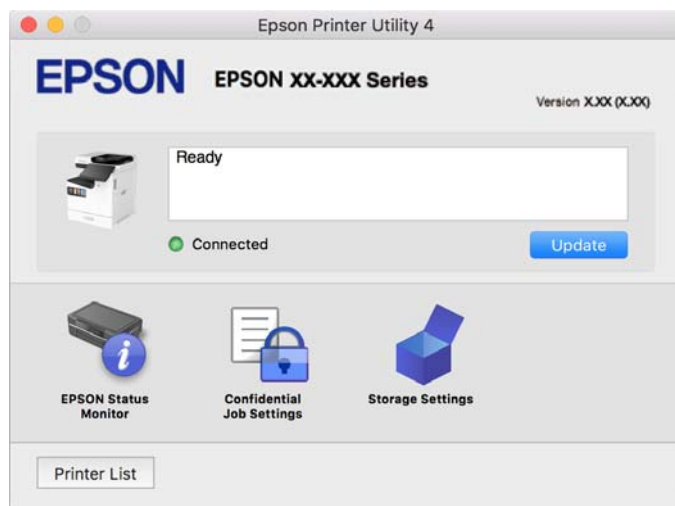 Epson Printer Utility 4
EPSON
EPSON XX-XXX Series
Version X.XX (X.XX)
Ready
Connected
Update
EPSON Status
Monitor
Confidential
Job Settings
Storage Settings
Printer List